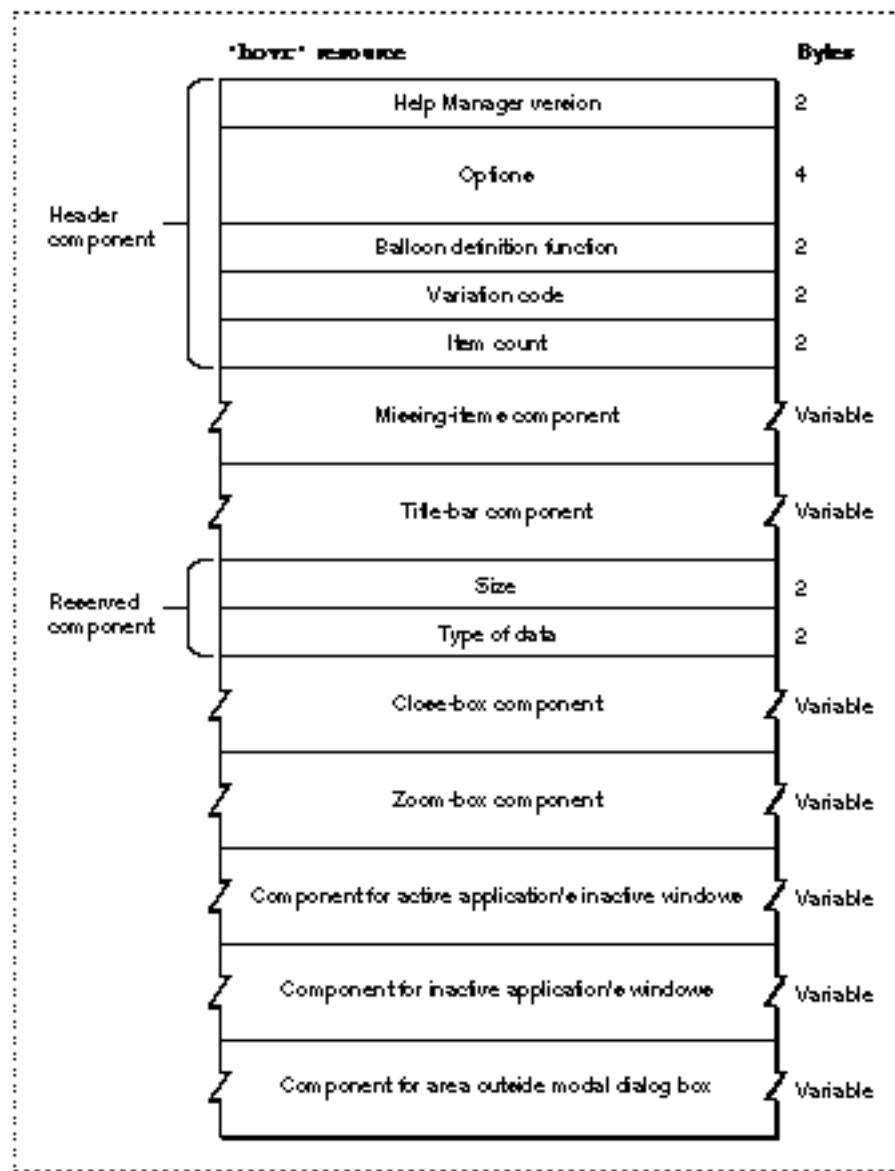 'hovr' resource Bytes
Help Manager version 2
Options 4
Header
component
Balloon definition function 2
Variation code 2
Item count 2
Missing-items component Variable
Title-bar component Variable
Size 2
Reserved
component
Type of data 2
Close-box component Variable
Zoom-box component Variable
Component for active application's inactive windows Variable
Component for inactive application's windows Variable
Component for area outside modal dialog box Variable